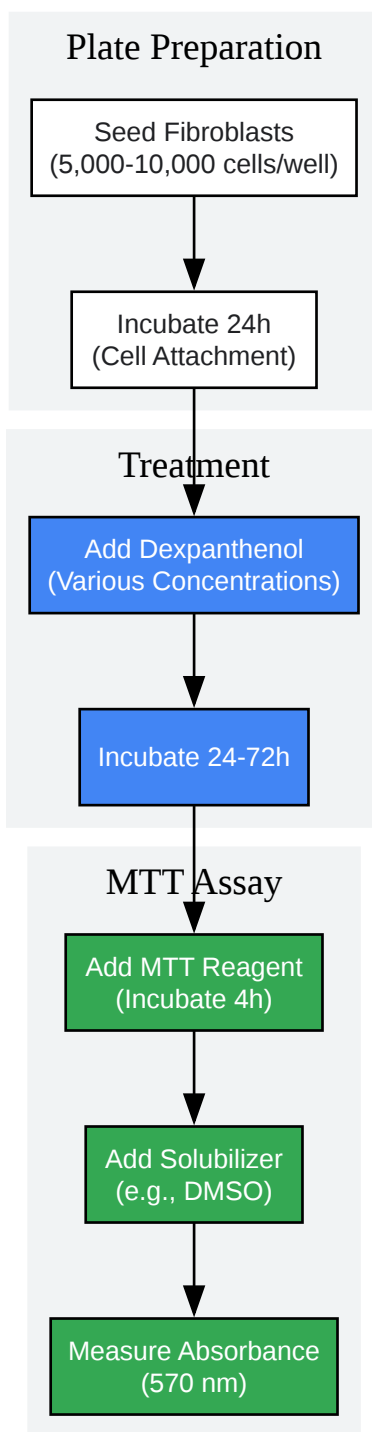 Plate Preparation
Seed Fibroblasts
(5,000-10,000 cells/well)
Incubate 24h
(Cell Attachment)
Treatment
Add Dexpanthenol
(Various Concentrations)
Incubate 24-72h
MTT Assay
Add MTT Reagent
(Incubate 4h)
Add Solubilizer
(e.g., DMSO)
Measure Absorbance
(570 nm)